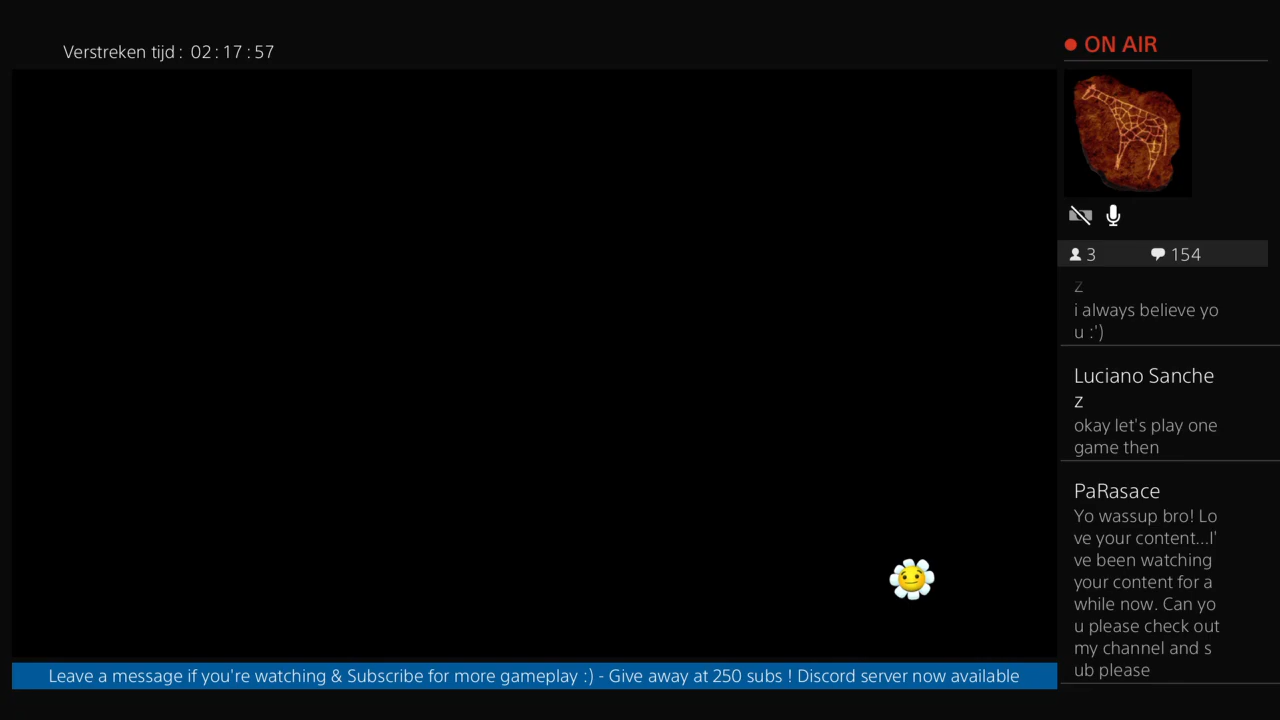 Verstreken tijd : 02 : 17 : 57
ON AIR
3 154
z
i always believe yo
u :')
Luciano Sanche
z
okay let's play one
game then
PaRasace
Yo wassup bro! Lo
ve your content...I'
ve been watching
your content for a
while now. Can yo
u please check out
my channel and s
ub please
Leave a message if you're watching & Subscribe for more gameplay :) - Give away at 250 subs ! Discord server now available